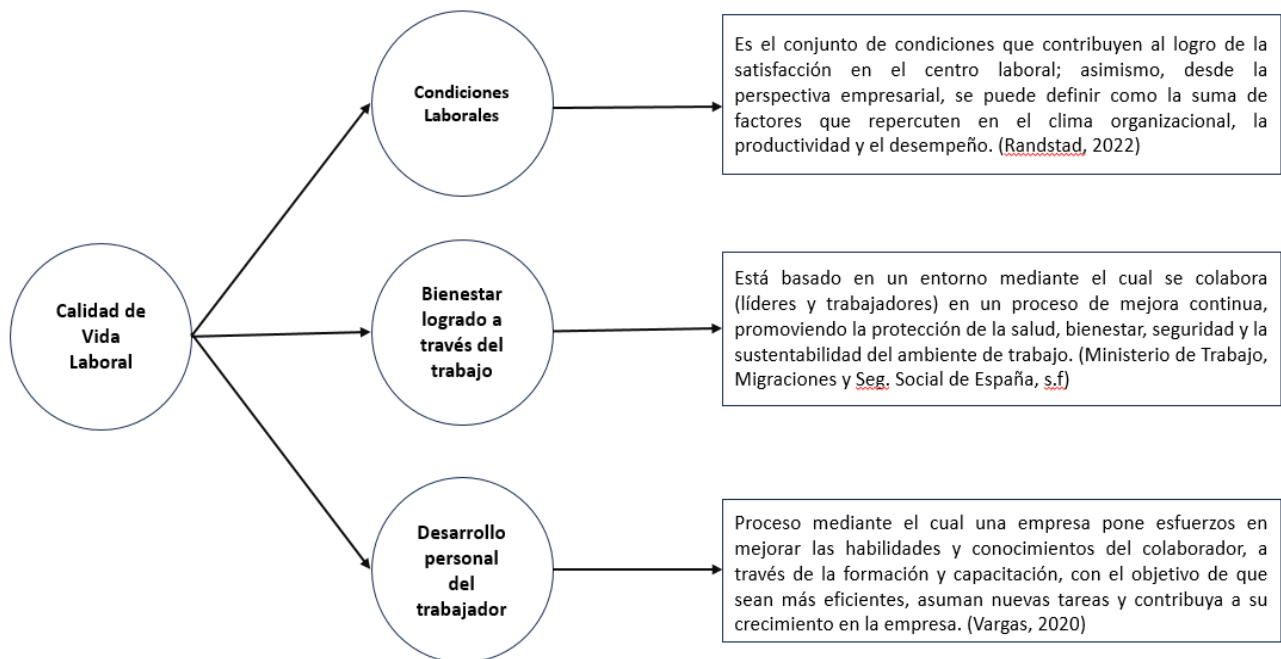 Calidad de
Vida
Laboral
Condiciones
Laborales
Es el conjunto de condiciones que contribuyen al logro de la
satisfacción en el centro laboral; asimismo, desde la
perspectiva empresarial, se puede definir como la suma de
factores que repercuten en el clima organizacional, la
productividad y el desempeño. (Randstad, 2022)
Bienestar
logrado a
través del
trabajo
Está basado en un entorno mediante el cual se colabora
(líderes y trabajadores) en un proceso de mejora continua,
promoviendo la protección de la salud, bienestar, seguridad y la
sustentabilidad del ambiente de trabajo. (Ministerio de Trabajo,
Migraciones y Seg. Social de España, s.f)
Desarrollo
personal
del
trabajador
Proceso mediante el cual una empresa pone esfuerzos en
mejorar las habilidades y conocimientos del colaborador, a
través de la formación y capacitación, con el objetivo de que
sean más eficientes, asuman nuevas tareas y contribuya a su
crecimiento en la empresa. (Vargas, 2020)